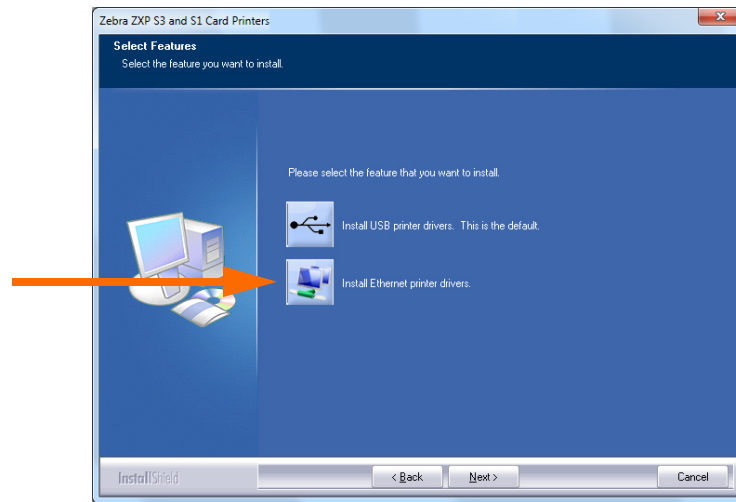 Zebra ZXP S3 and S1 Card Printers
Select Features
Select the feature you want to install.
Please select the feature that you want to install.
Install USB printer drivers. This is the default.
Install Ethernet printer drivers.
InstallShield
< Back
Next >
Cancel